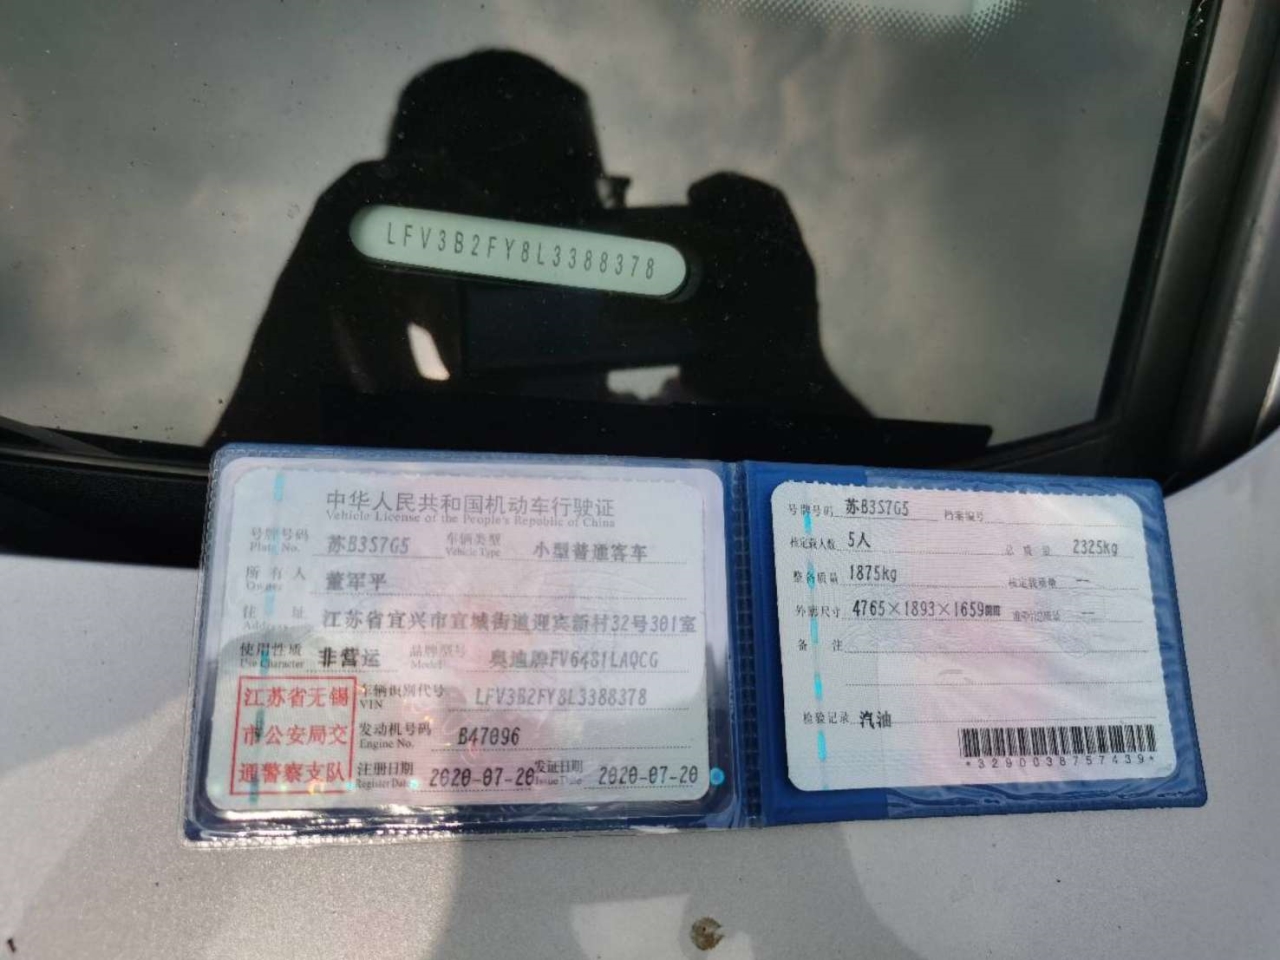 LFV3B2FY8L3388378
中华人民共和国机动车行驶证
Vehicle License of the People's Republic of China
号牌号码 苏B3S7G5 车辆类型 小型普通客车
Plate No. Vehicle Type
所有人 董军平
Owner
住址 江苏省宜兴市宜城街道迎宾新村32号301室
Address
使用性质 非营运 品牌型号 奥迪牌FV6481LAQCG
Use Character Model
江苏省无锡
市公安局交
通警察支队
车辆识别代号 LFV3B2FY8L3388378
VIN
发动机号码 B47096
Engine No.
注册日期 2020-07-20 发证日期 2020-07-20
Register Date Issue Date
号牌号码 苏B3S7G5 档案编号
核定载人数 5人 总质量 2325kg
整备质量 1875kg 核定载质量 --
外廓尺寸 4765×1893×1659mm 准牵引总质量 --
备注
检验记录 汽油
*3290038757439*